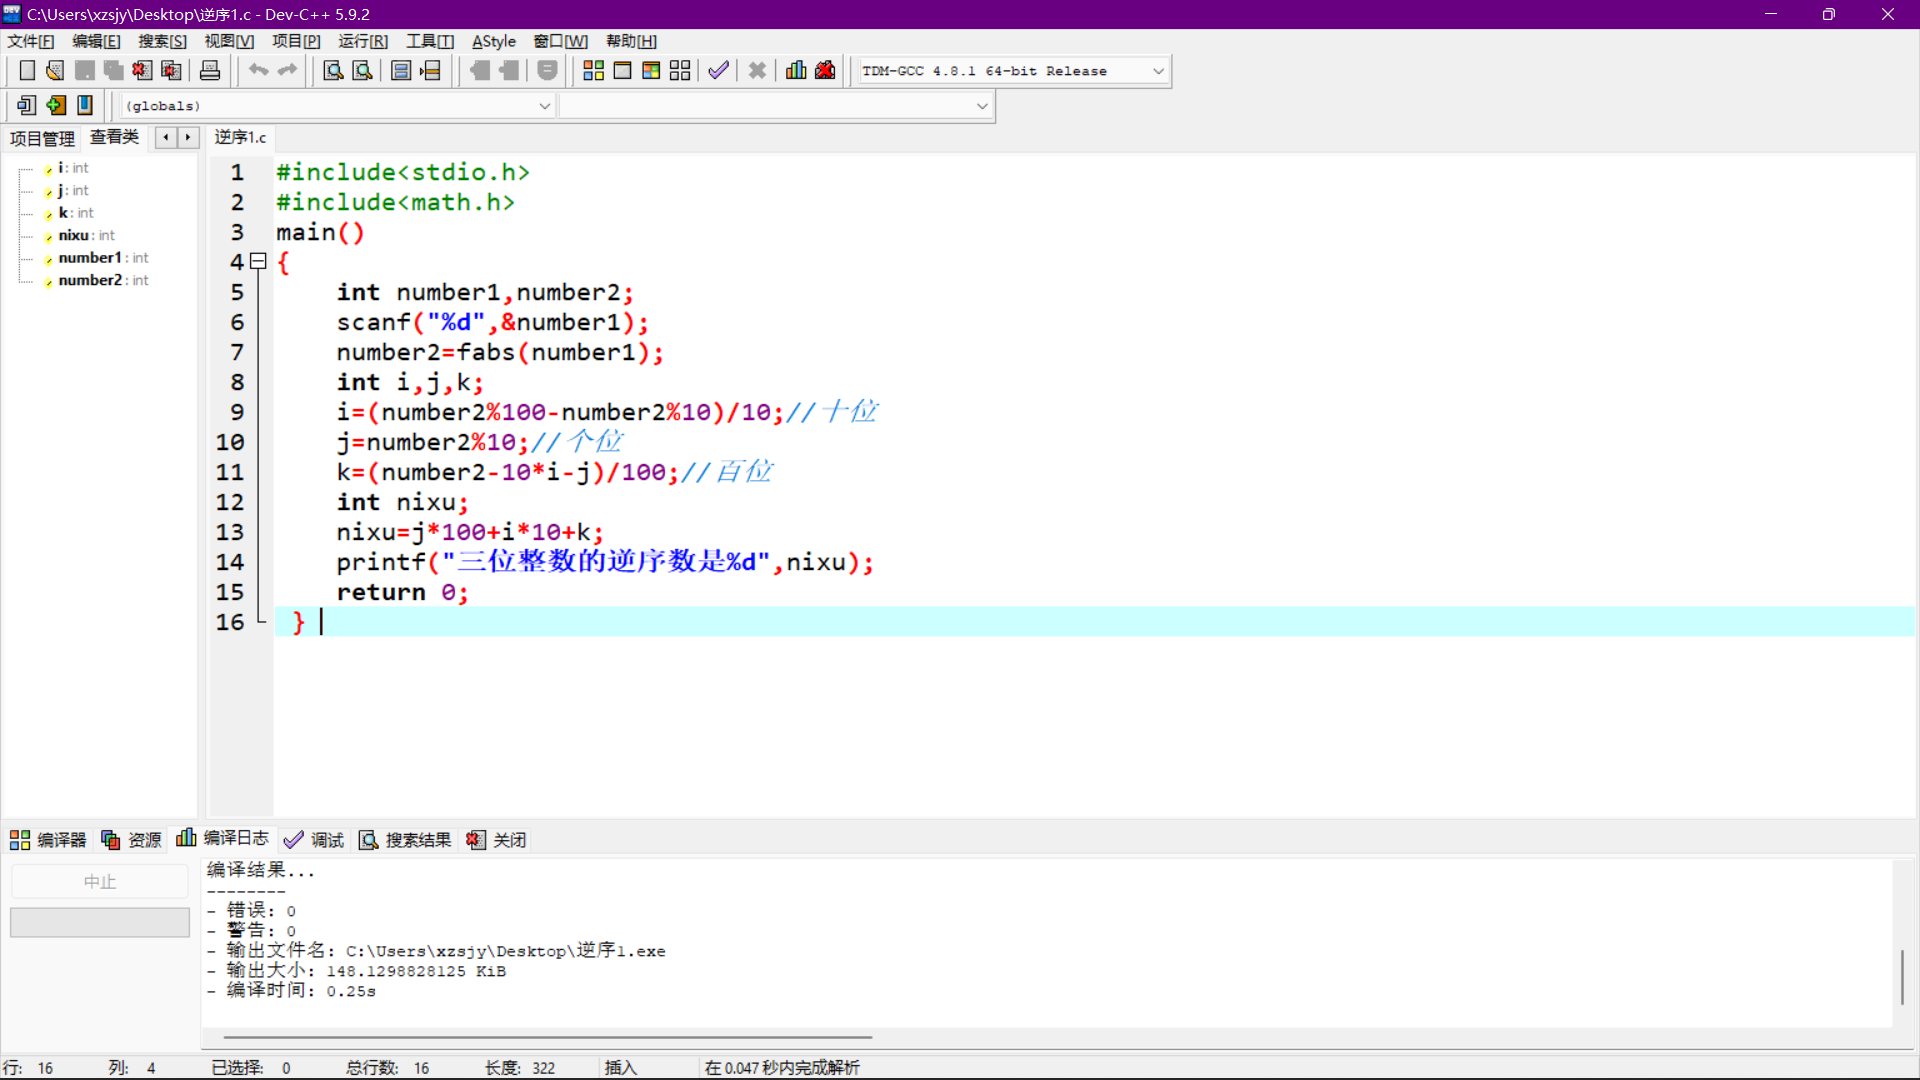 C:\Users\xzsjy\Desktop\逆序1.c - Dev-C++ 5.9.2
文件[F] 编辑[E] 搜索[S] 视图[V] 项目[P] 运行[R] 工具[T] AStyle 窗口[W] 帮助[H]
TDM-GCC 4.8.1 64-bit Release
(globals)
项目管理 查看类 逆序1.c
i : int
j : int
k : int
nixu : int
number1 : int
number2 : int
1 #include<stdio.h>
2 #include<math.h>
3 main()
4 {
5 int number1,number2;
6 scanf("%d",&number1);
7 number2=fabs(number1);
8 int i,j,k;
9 i=(number2%100-number2%10)/10;//十位
10 j=number2%10;//个位
11 k=(number2-10*i-j)/100;//百位
12 int nixu;
13 nixu=j*100+i*10+k;
14 printf("三位整数的逆序数是%d",nixu);
15 return 0;
16 }
编译器 资源 编译日志 调试 搜索结果 关闭
中止
编译结果...
--------
- 错误: 0
- 警告: 0
- 输出文件名: C:\Users\xzsjy\Desktop\逆序1.exe
- 输出大小: 148.1298828125 KiB
- 编译时间: 0.25s
行: 16 列: 4 已选择: 0 总行数: 16 长度: 322 插入 在 0.047 秒内完成解析